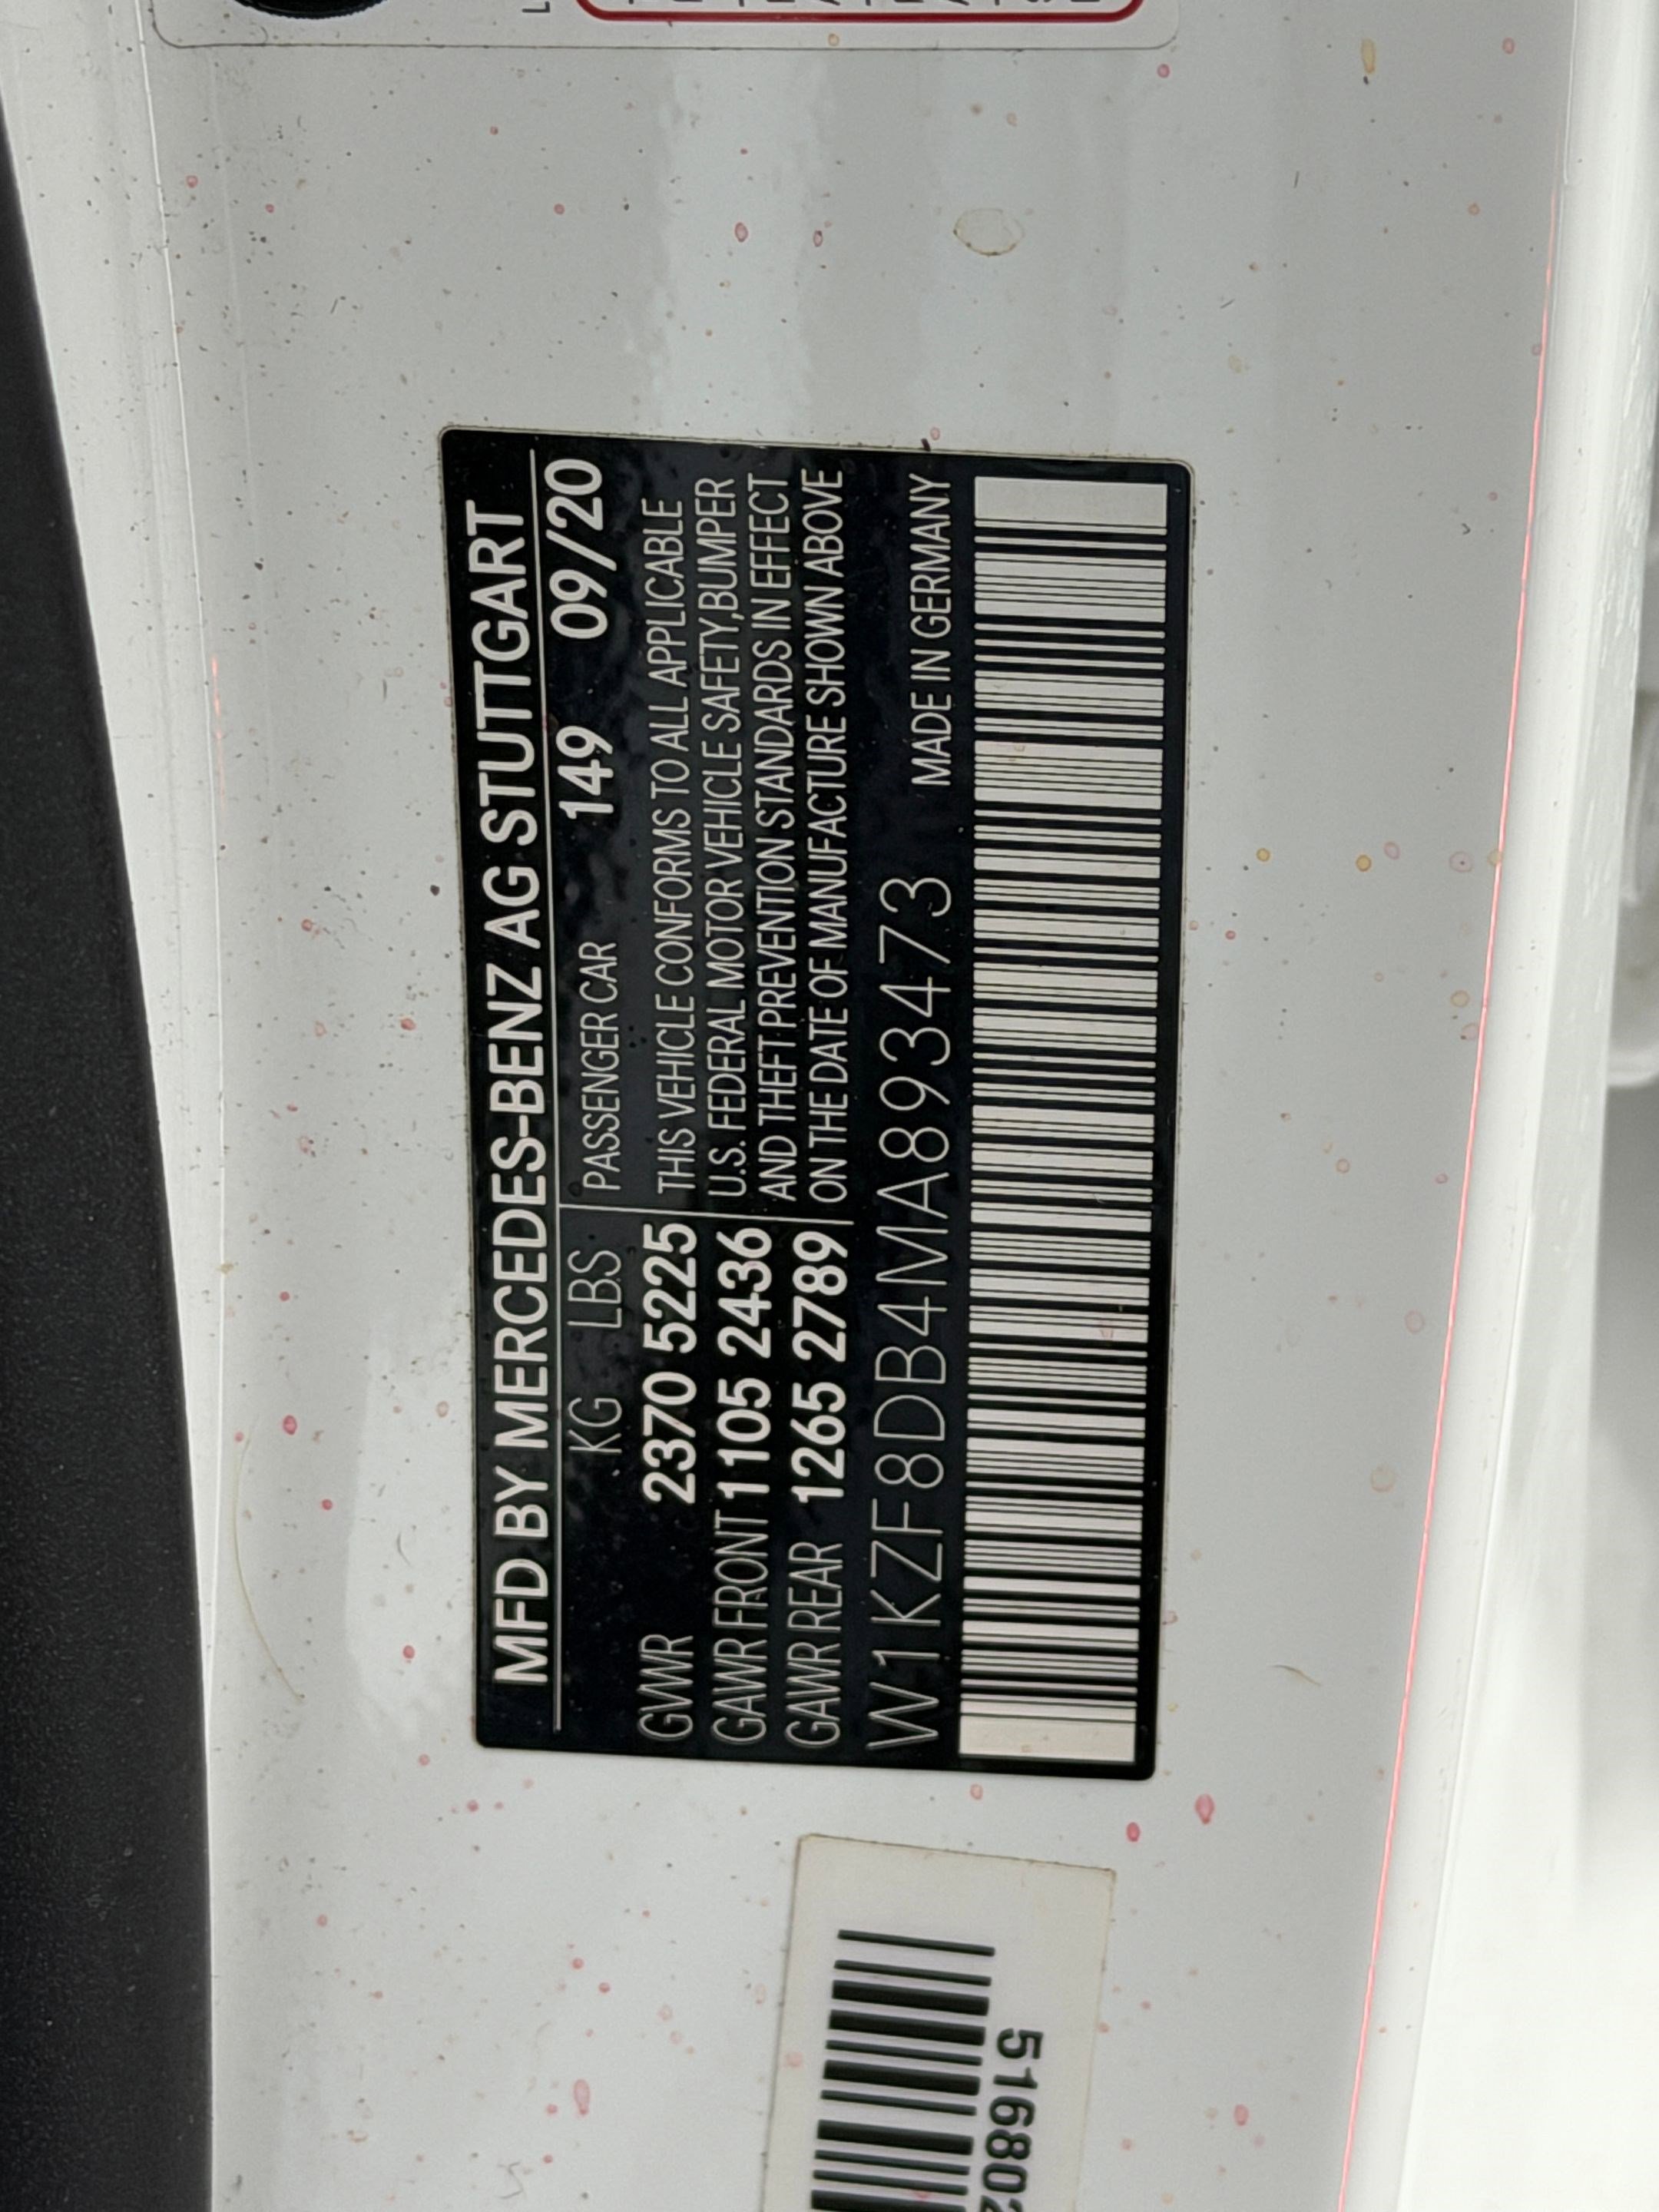 MFD BY MERCEDES-BENZ AG STUTTGART
KG LBS PASSENGER CAR 149 09/20
GVWR 2370 5225 THIS VEHICLE CONFORMS TO ALL APPLICABLE
GAWR FRONT 1105 2436 U.S. FEDERAL MOTOR VEHICLE SAFETY,BUMPER
GAWR REAR 1265 2789 AND THEFT PREVENTION STANDARDS IN EFFECT
ON THE DATE OF MANUFACTURE SHOWN ABOVE
W1KZF8DB4MA893473 MADE IN GERMANY
516802